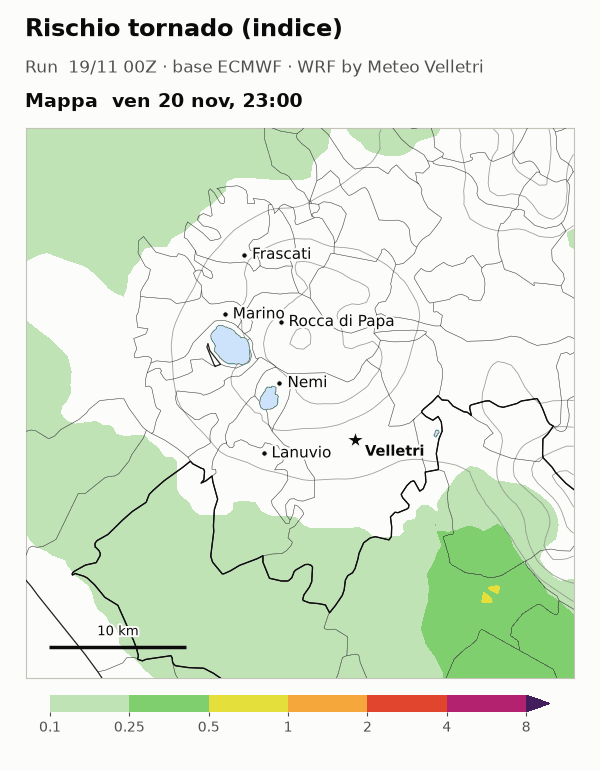 Rischio tornado (indice)
Run  19/11 00Z · base ECMWF · WRF by Meteo Velletri
Mappa  ven 20 nov, 23:00
Frascati
Marino
Rocca di Papa
Nemi
Velletri
Lanuvio
10 km
0.1 0.25 0.5 1 2 4 8